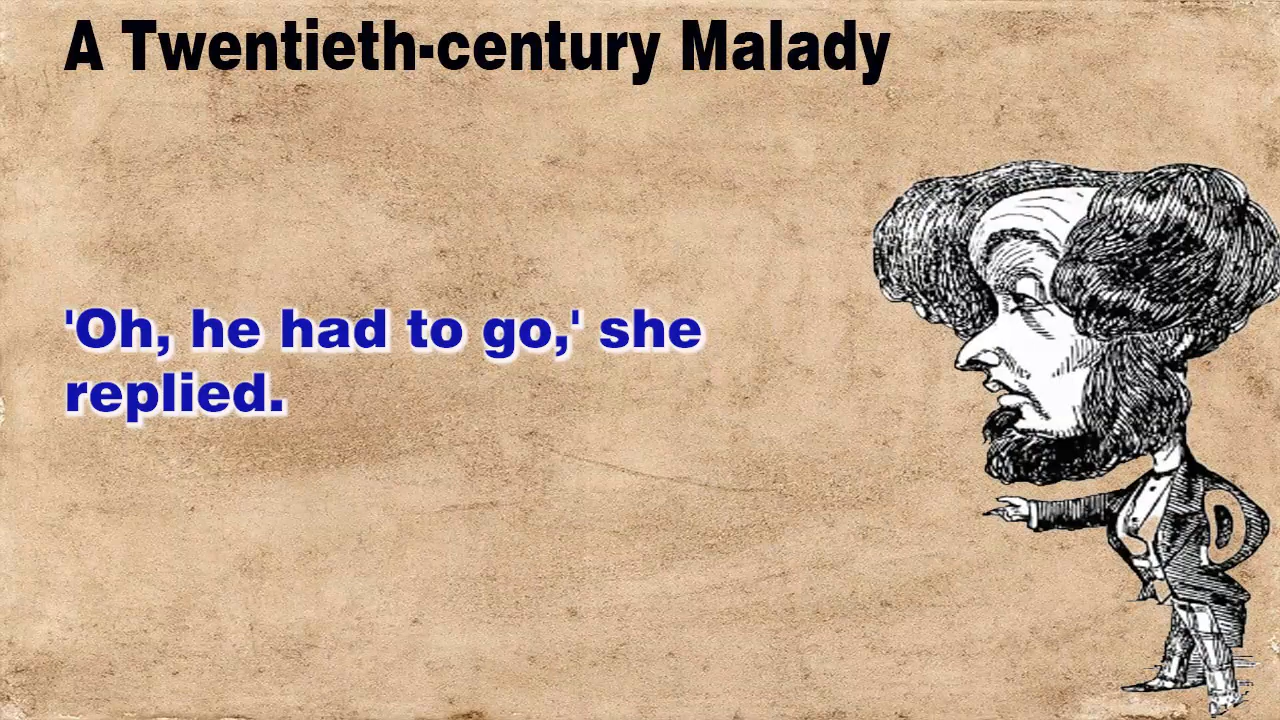 A Twentieth-century Malady
'Oh, he had to go,' she
replied.